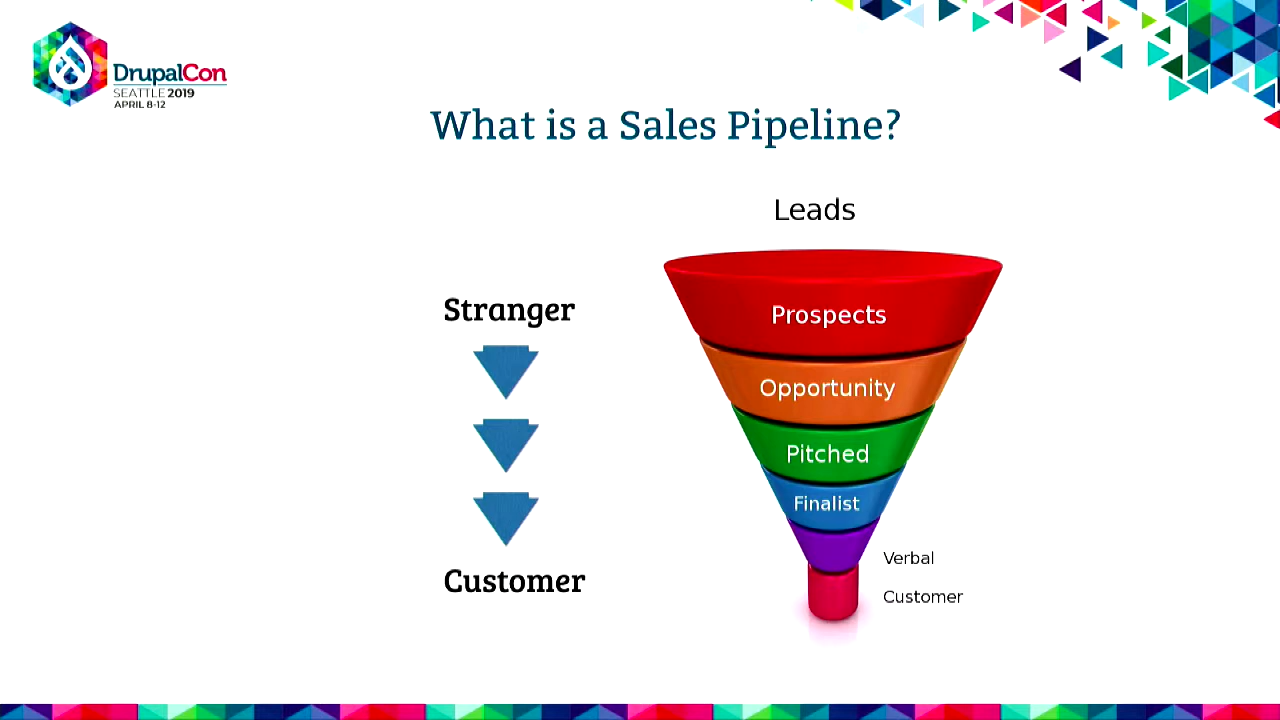 DrupalCon
SEATTLE 2019
APRIL 8-12
What is a Sales Pipeline?
Leads
Stranger
Customer
Prospects
Opportunity
Pitched
Finalist
Verbal
Customer